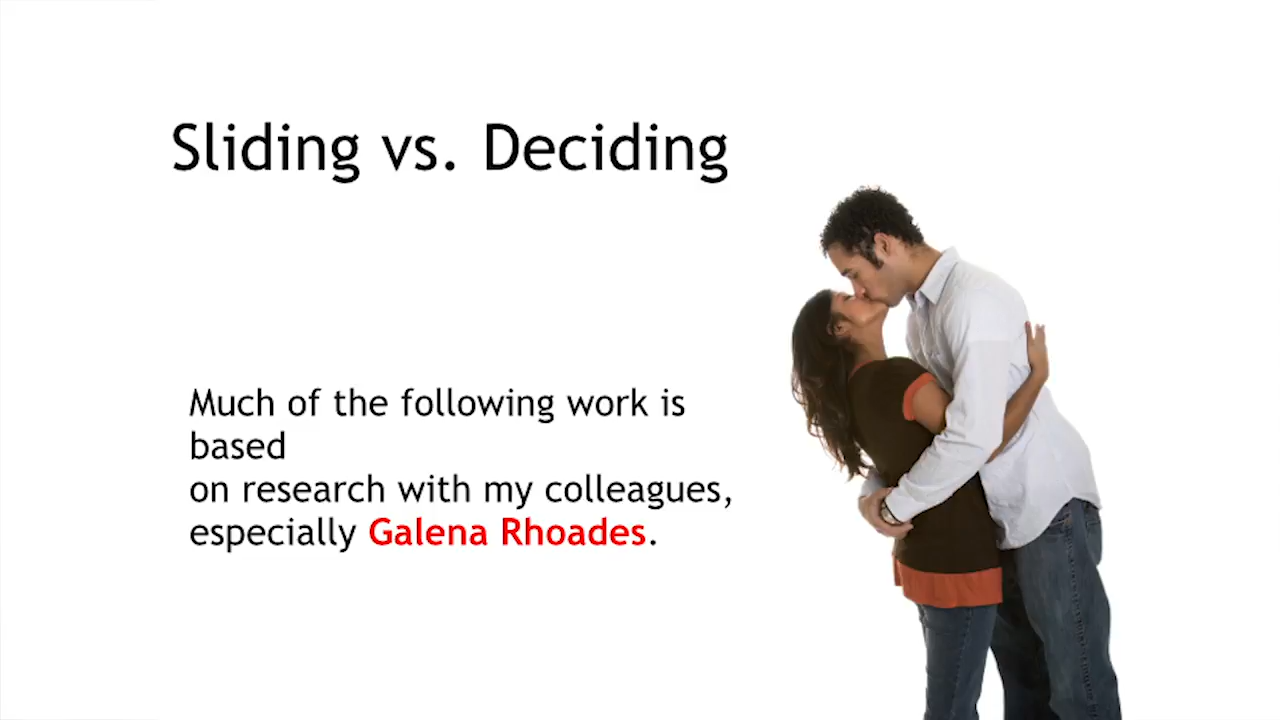 Sliding vs. Deciding
Much of the following work is
based
on research with my colleagues,
especially Galena Rhoades.